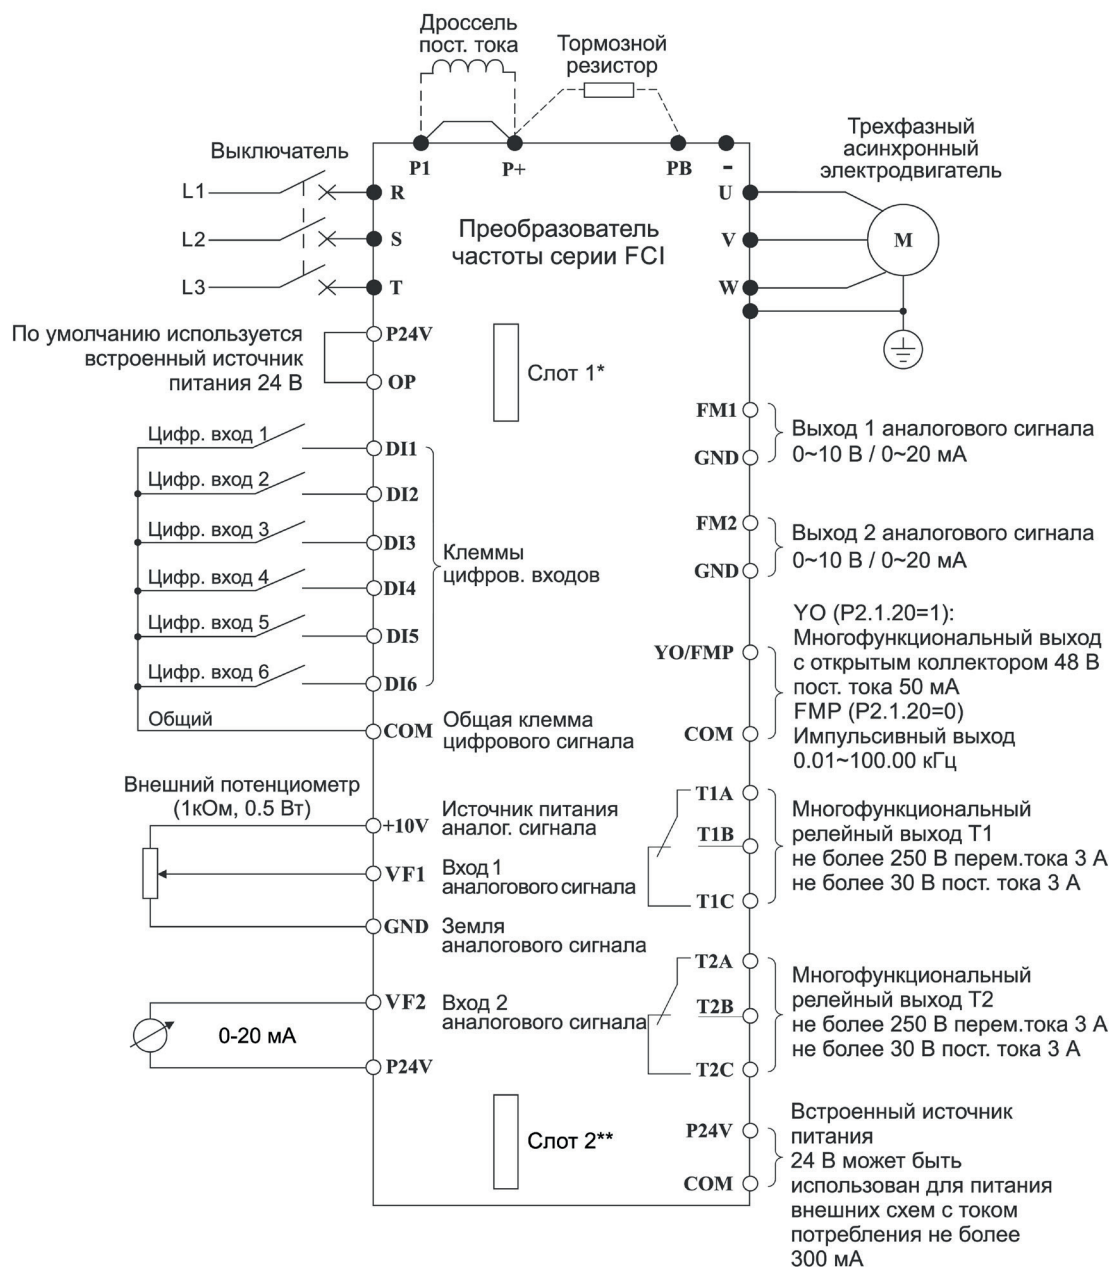 Дроссель
пост. тока
Тормозной
резистор
Выключатель
P1
P+
PB
-
Трехфазный
асинхронный
электродвигатель
L1
R
U
L2
S
V
M
L3
T
W
Преобразователь
частоты серии FCI
По умолчанию используется
встроенный источник
питания 24 В
P24V
OP
Слот 1*
FM1
GND
Выход 1 аналогового сигнала
0~10 В / 0~20 мА
Цифр. вход 1
DI1
Цифр. вход 2
DI2
Цифр. вход 3
DI3
Цифр. вход 4
DI4
Цифр. вход 5
DI5
Цифр. вход 6
DI6
Клеммы
цифров. входов
FM2
GND
Выход 2 аналогового сигнала
0~10 В / 0~20 мА
YO/FMP
COM
YO (P2.1.20=1):
Многофункциональный выход
с открытым коллектором 48 В
пост. тока 50 мА
FMP (P2.1.20=0)
Импульсивный выход
0.01~100.00 кГц
Общий
COM
Общая клемма
цифрового сигнала
Внешний потенциометр
(1кОм, 0.5 Вт)
+10V
Источник питания
аналог. сигнала
VF1
Вход 1
аналогового сигнала
GND
Земля
аналогового сигнала
T1A
T1B
T1C
Многофункциональный
релейный выход T1
не более 250 В перем.тока 3 А
не более 30 В пост. тока 3 А
VF2
Вход 2
аналогового сигнала
0-20 мА
P24V
T2A
T2B
T2C
Многофункциональный
релейный выход T2
не более 250 В перем.тока 3 А
не более 30 В пост. тока 3 А
Слот 2**
P24V
COM
Встроенный источник
питания
24 В может быть
использован для питания
внешних схем с током
потребления не более
300 мА